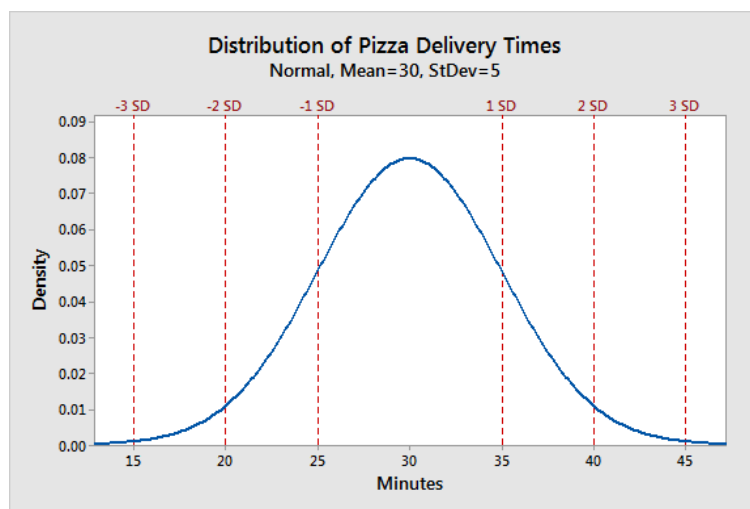 Distribution of Pizza Delivery Times
Normal, Mean=30, StDev=5
-3 SD -2 SD -1 SD 1 SD 2 SD 3 SD
0.09
0.08
0.07
0.06
0.05
0.04
0.03
0.02
0.01
0.00
Density
15 20 25 30 35 40 45
Minutes